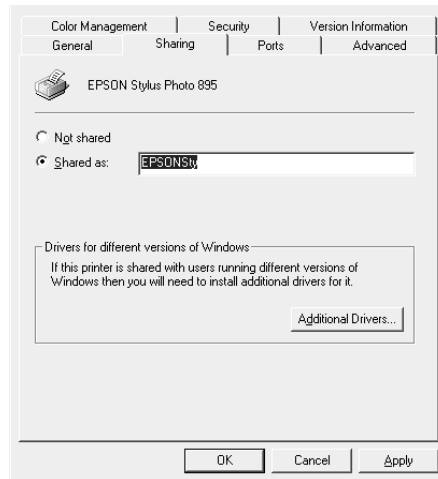 Color Management Security Version Information
General Sharing Ports Advanced
EPSON Stylus Photo 895
Not shared
Shared as: EPSONSty
Drivers for different versions of Windows
If this printer is shared with users running different versions of
Windows then you will need to install additional drivers for it.
Additional Drivers...
OK Cancel Apply